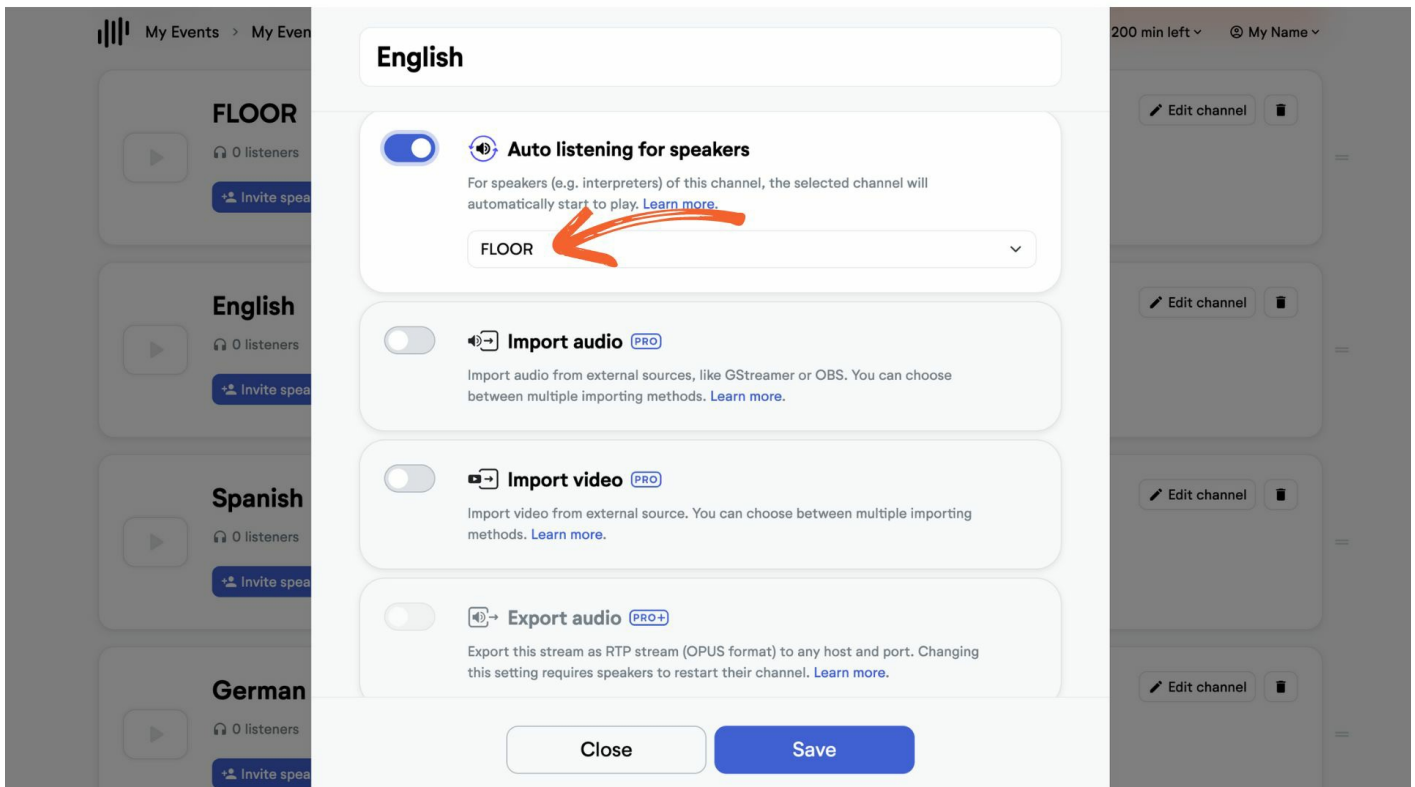 My Events > My Even
200 min left
My Name
English
FLOOR
0 listeners
Invite spea
Edit channel
Auto listening for speakers
For speakers (e.g. interpreters) of this channel, the selected channel will
automatically start to play. Learn more.
FLOOR
English
0 listeners
Invite spea
Edit channel
Import audio PRO
Import audio from external sources, like GStreamer or OBS. You can choose
between multiple importing methods. Learn more.
Spanish
0 listeners
Invite spea
Edit channel
Import video PRO
Import video from external source. You can choose between multiple importing
methods. Learn more.
Export audio PRO+
Export this stream as RTP stream (OPUS format) to any host and port. Changing
this setting requires speakers to restart their channel. Learn more.
German
0 listeners
Invite spea
Edit channel
Close
Save